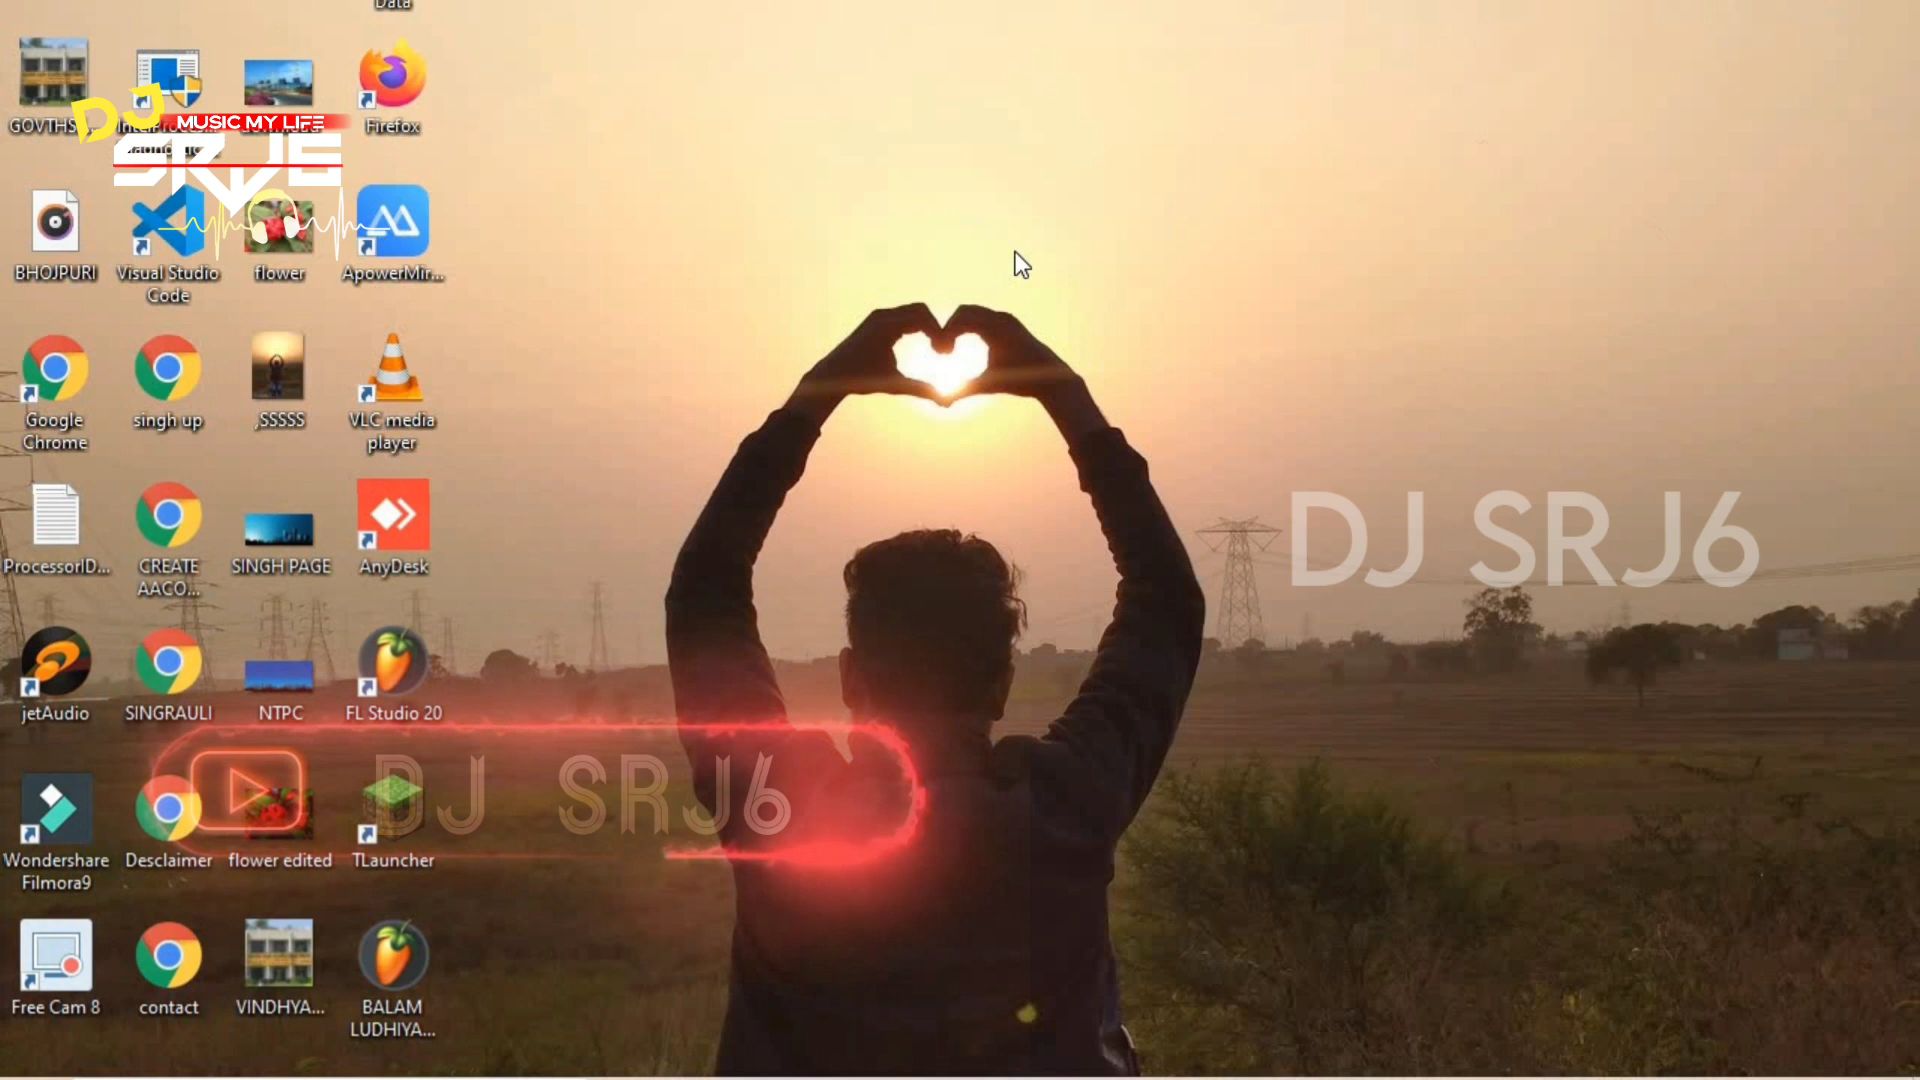 Data
GOVTHS...
Firefox
DJ
MUSIC MY LIFE
SRJ6
BHOJPURI
Visual Studio
Code
flower
ApowerMir...
Google
Chrome
singh up
,SSSSS
VLC media
player
ProcessorID...
CREATE
AACO...
SINGH PAGE
AnyDesk
DJ SRJ6
jetAudio
SINGRAULI
NTPC
FL Studio 20
DJ SRJ6
Wondershare
Filmora9
Desclaimer
flower edited
TLauncher
Free Cam 8
contact
VINDHYA...
BALAM
LUDHIYA...